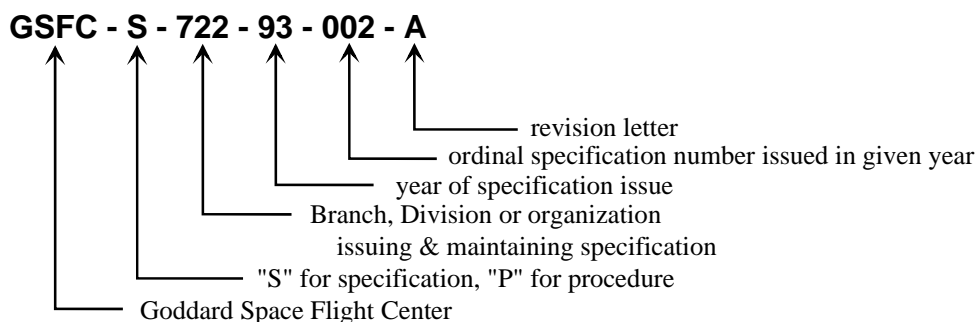 GSFC - S - 722 - 93 - 002 - A
revision letter
ordinal specification number issued in given year
year of specification issue
Branch, Division or organization
issuing & maintaining specification
"S" for specification, "P" for procedure
Goddard Space Flight Center